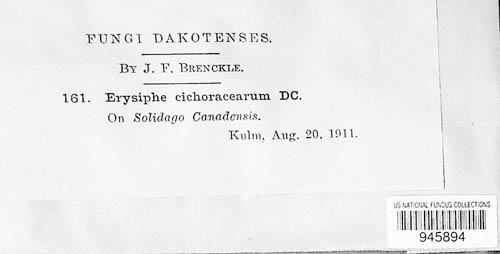 FUNGI DAKOTENSES.
BY J. F. BRENCKLE.
161. Erysiphe cichoracearum DC.
On Solidago Canadensis.
Kulm, Aug. 20, 1911.
US NATIONAL FUNGUS COLLECTIONS
945894